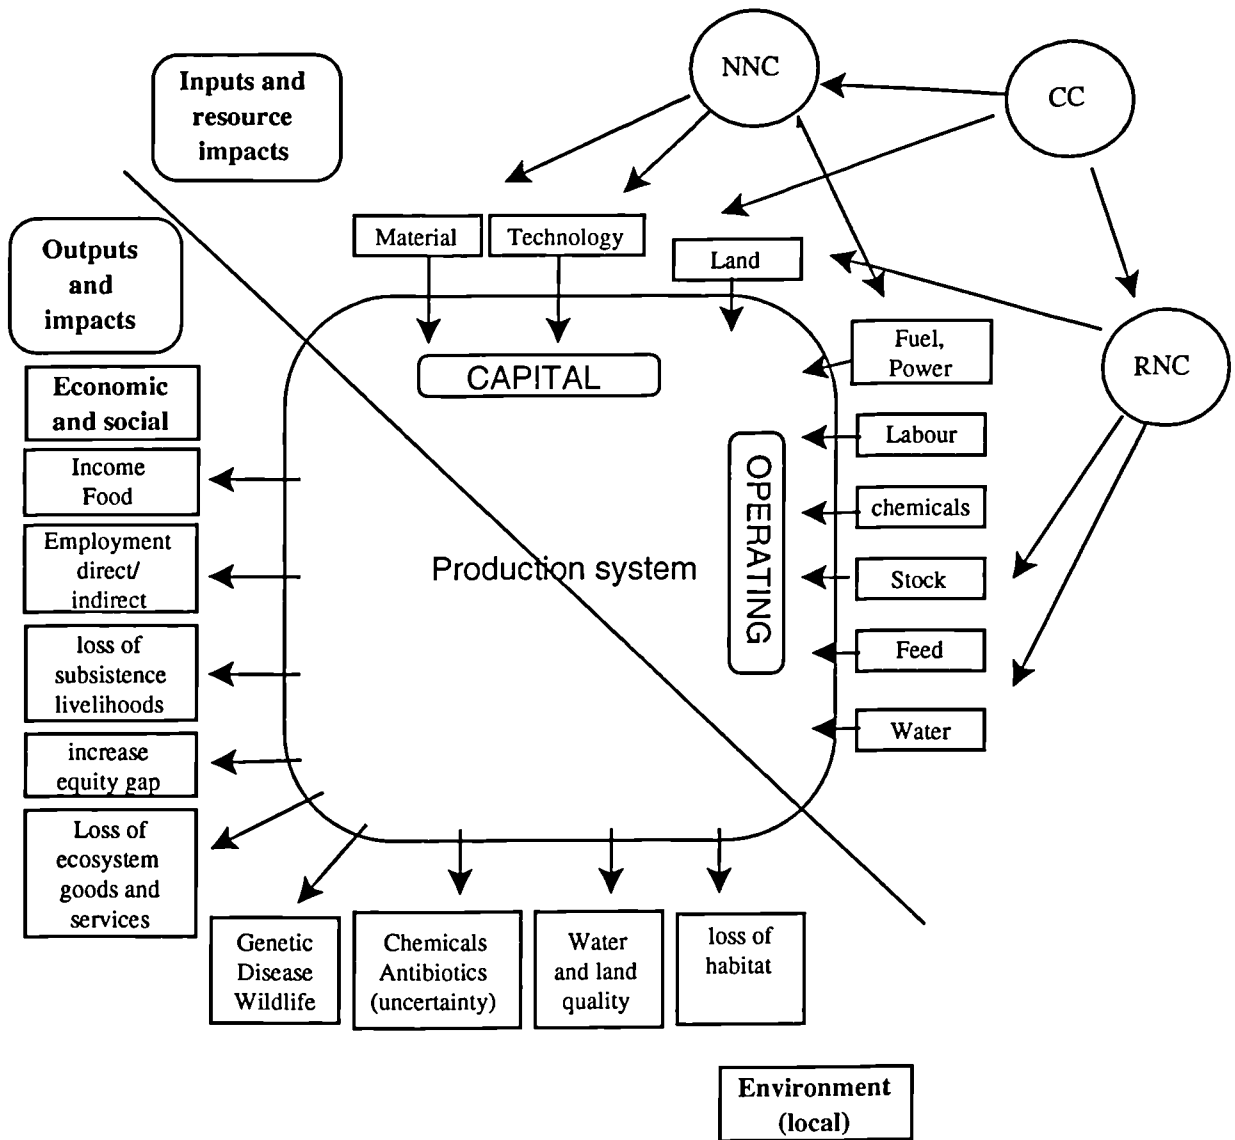 NNC
CC
Inputs and
resource
impacts
Material
Technology
Land
Outputs
and
impacts
Fuel,
Power
RNC
CAPITAL
Economic
and social
Labour
Income
Food
chemicals
OPERATING
Employment
direct/
indirect
Production system
Stock
loss of
subsistence
livelihoods
Feed
Water
increase
equity gap
Loss of
ecosystem
goods and
services
Genetic
Disease
Wildlife
Chemicals
Antibiotics
(uncertainty)
Water
and land
quality
loss of
habitat
Environment
(local)